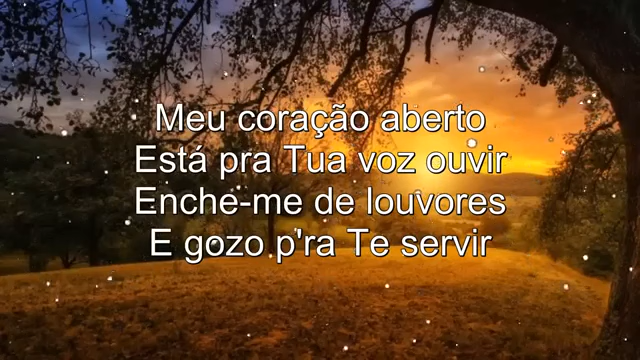 Meu coração aberto
Está pra Tua voz ouvir
Enche-me de louvores
E gozo p'ra Te servir